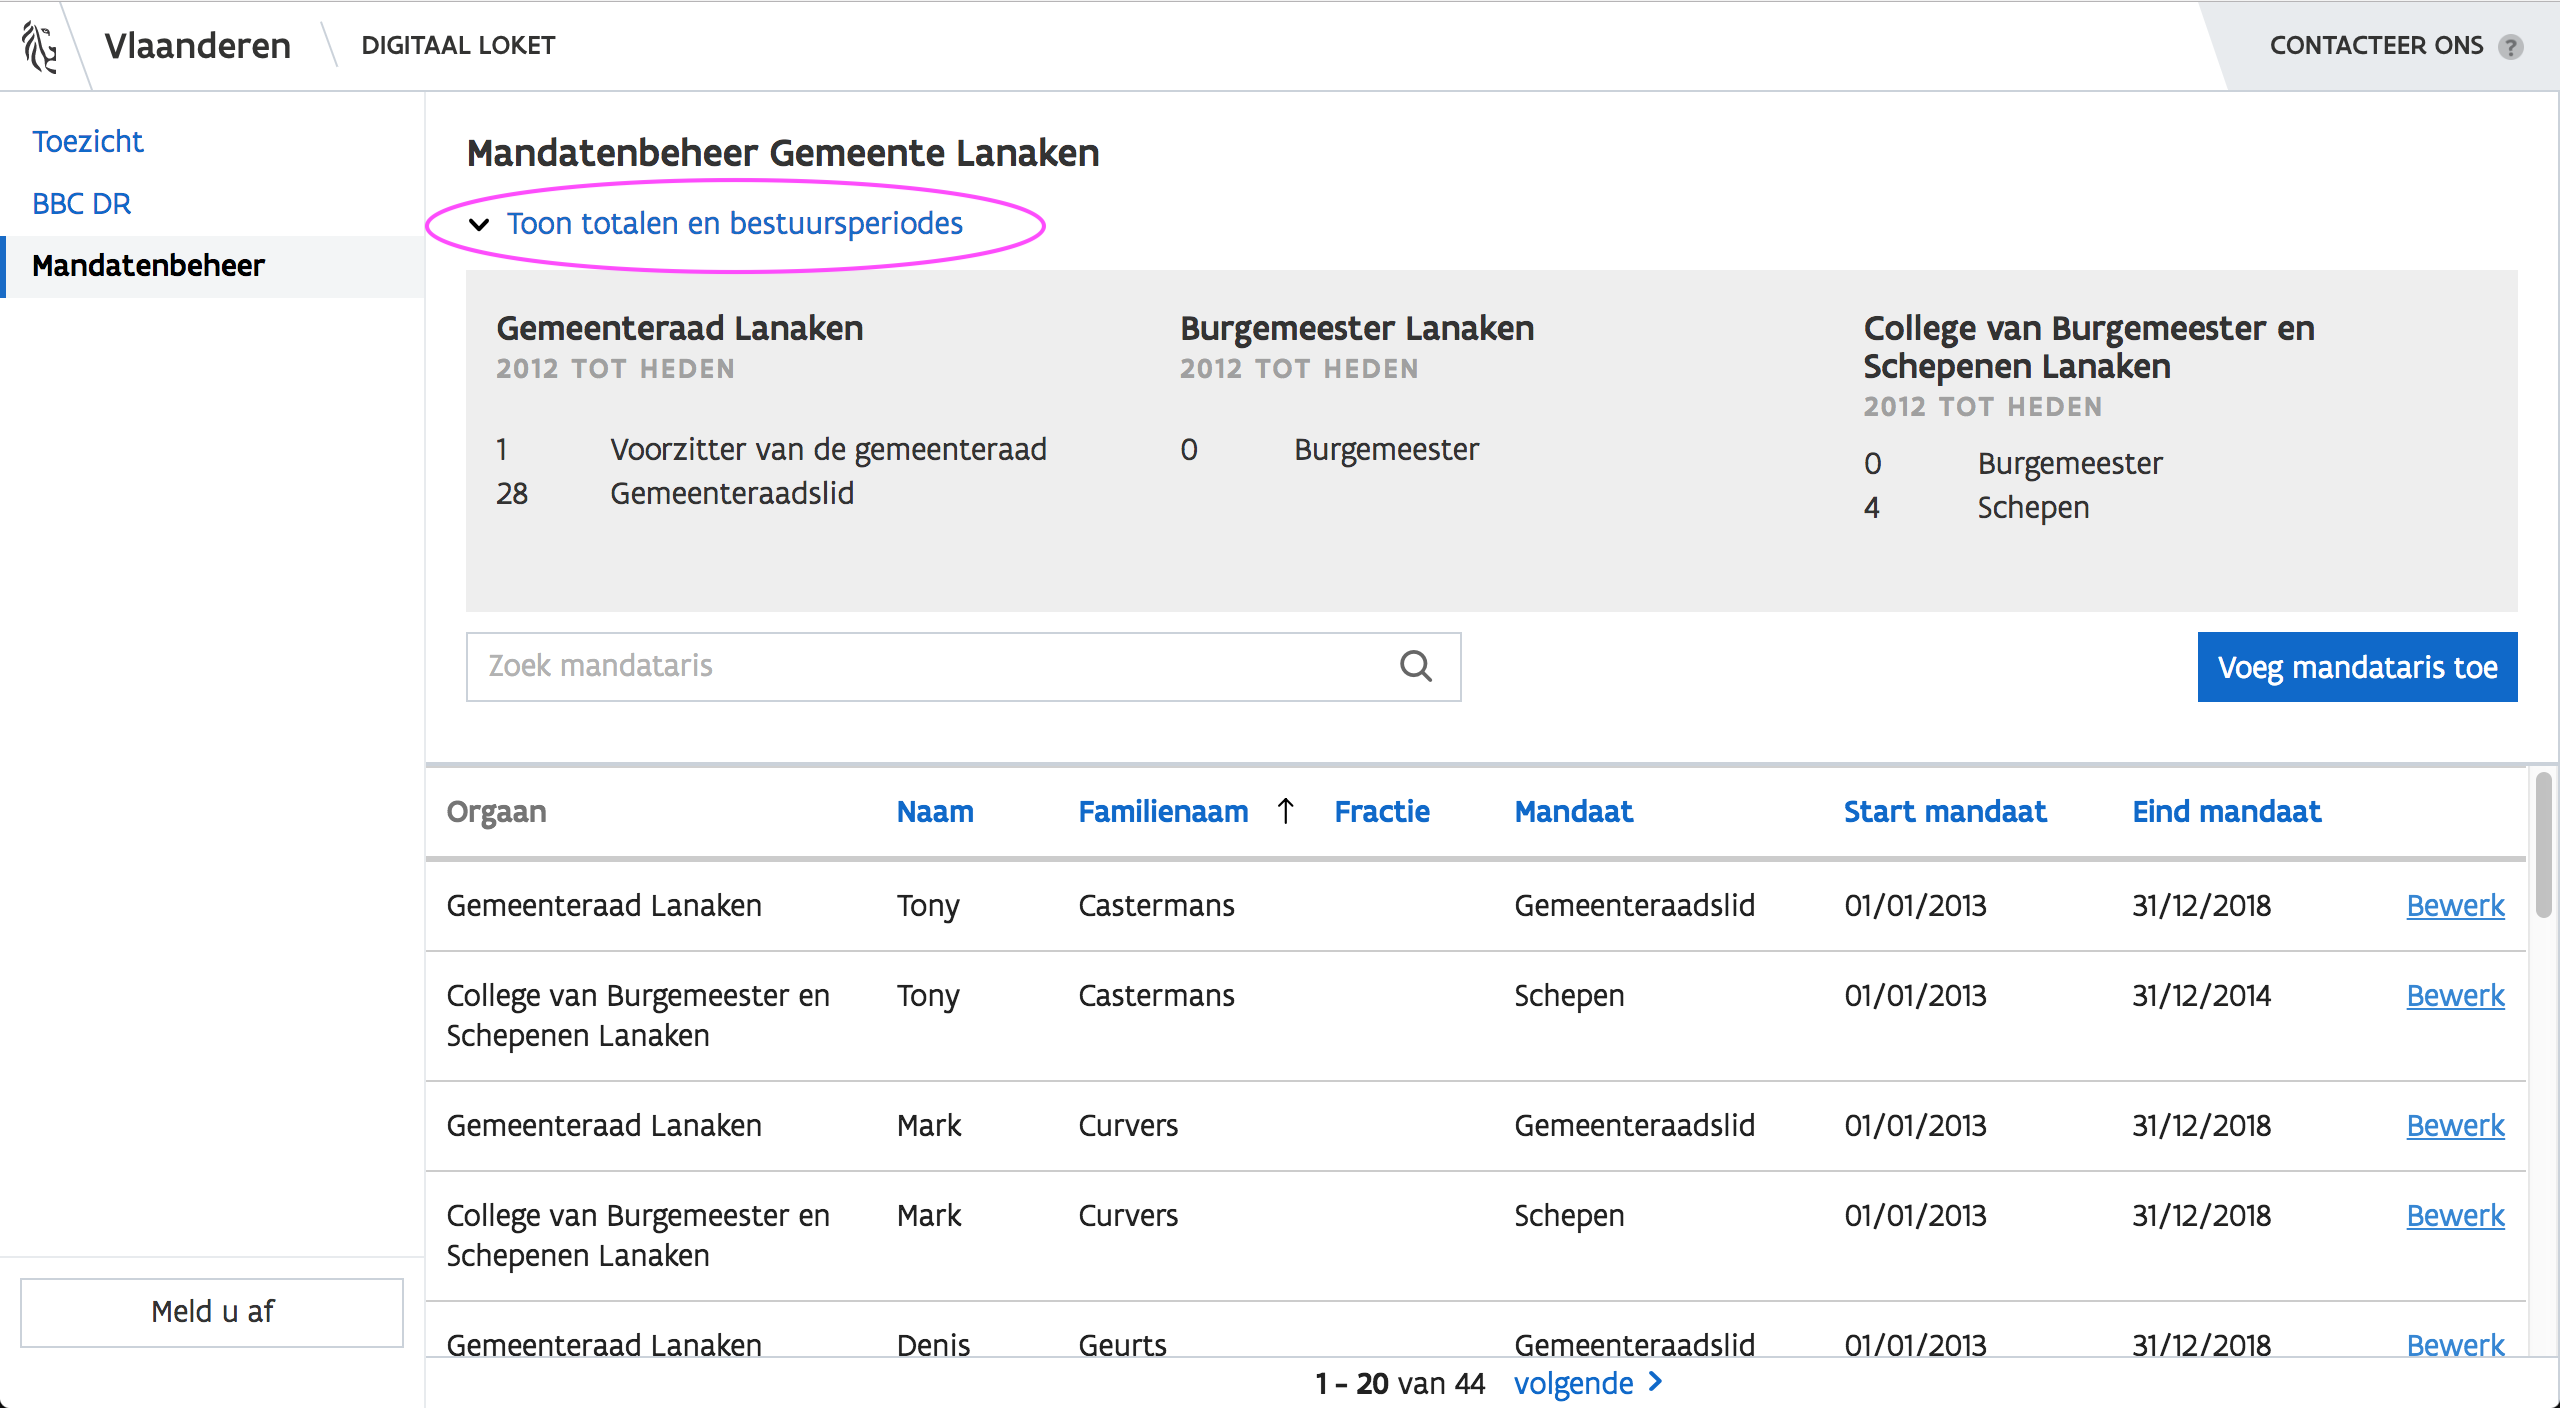 Vlaanderen
DIGITAAL LOKET
CONTACTEER ONS ?
Toezicht
BBC DR
Mandatenbeheer
Meld u af
Mandatenbeheer Gemeente Lanaken
Toon totalen en bestuursperiodes
Gemeenteraad Lanaken
2012 TOT HEDEN
1 Voorzitter van de gemeenteraad
28 Gemeenteraadslid
Burgemeester Lanaken
2012 TOT HEDEN
0 Burgemeester
College van Burgemeester en
Schepenen Lanaken
2012 TOT HEDEN
0 Burgemeester
4 Schepen
Zoek mandataris
Voeg mandataris toe
Orgaan Naam Familienaam ↑ Fractie Mandaat Start mandaat Eind mandaat
Gemeenteraad Lanaken Tony Castermans Gemeenteraadslid 01/01/2013 31/12/2018 Bewerk
College van Burgemeester en Tony Castermans Schepen 01/01/2013 31/12/2014 Bewerk
Schepenen Lanaken
Gemeenteraad Lanaken Mark Curvers Gemeenteraadslid 01/01/2013 31/12/2018 Bewerk
College van Burgemeester en Mark Curvers Schepen 01/01/2013 31/12/2018 Bewerk
Schepenen Lanaken
Gemeenteraad Lanaken Denis Geurts Gemeenteraadslid 01/01/2013 31/12/2018 Bewerk
1 - 20 van 44 volgende >